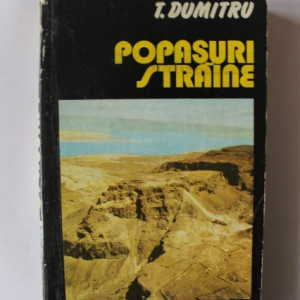 T. DUMITRU
POPASURI
STRĂINE